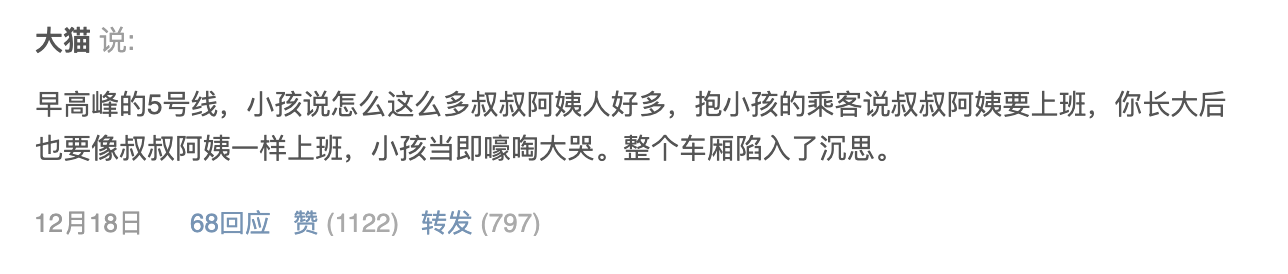 大猫 说:
早高峰的5号线，小孩说怎么这么多叔叔阿姨人好多，抱小孩的乘客说叔叔阿姨要上班，你长大后
也要像叔叔阿姨一样上班，小孩当即嚎啕大哭。整个车厢陷入了沉思。
12月18日 68回应 赞 (1122) 转发 (797)